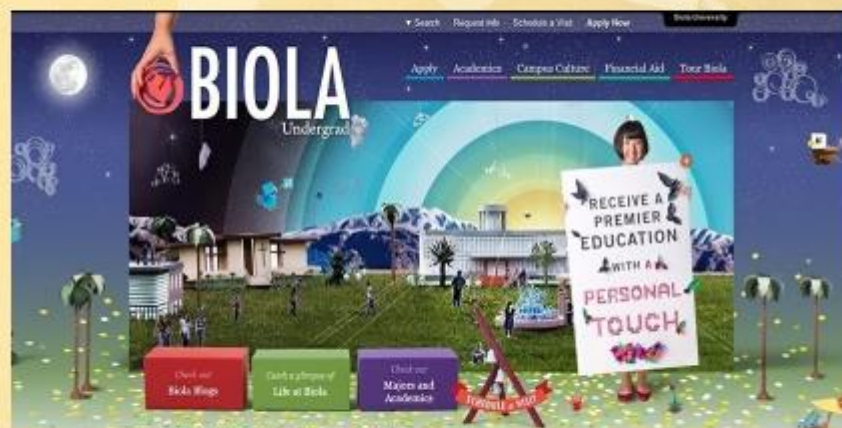 ▼ Search Request Info Schedule a Visit Apply Now Biola University
BIOLA
Undergrad
Apply Academics Campus Culture Financial Aid Tour Biola
RECEIVE A
PREMIER
EDUCATION
WITH A
PERSONAL
TOUCH
Check out
Biola Blogs
Catch a glimpse of
Life at Biola
Check out
Majors and
Academics
SCHEDULE a VISIT